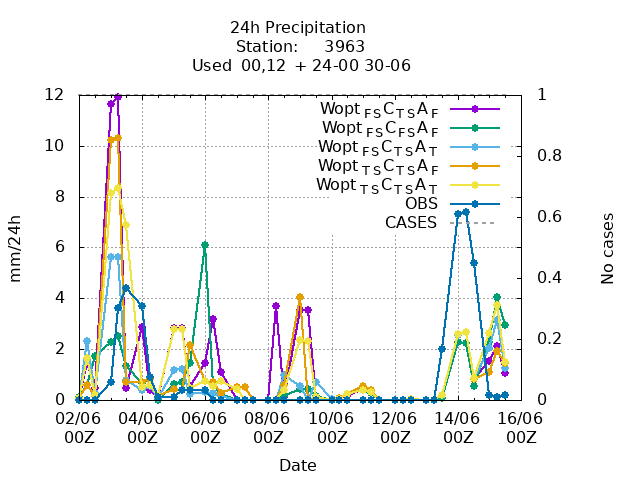 24h Precipitation
Station: 3963
Used 00,12 + 24-00 30-06
12 1
10 0.8
8 0.6
6 0.4
4 0.2
2
0 0
mm/24h
No cases
Wopt FS C TS A F
Wopt FS C FS A F
Wopt FS C TS A T
Wopt TS C TS A F
Wopt TS C TS A T
OBS
CASES
02/06 04/06 06/06 08/06 10/06 12/06 14/06 16/06
00Z 00Z 00Z 00Z 00Z 00Z 00Z 00Z
Date